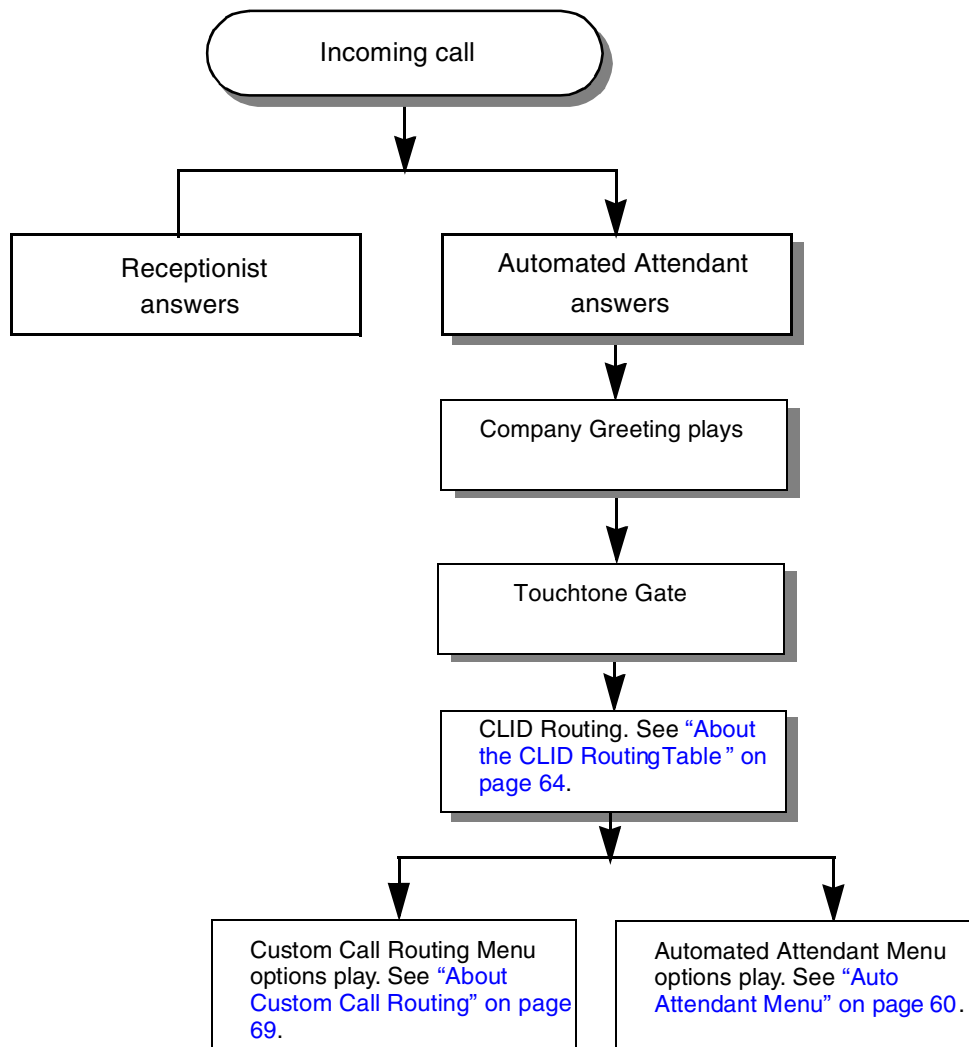 Incoming call
Receptionist
answers
Automated Attendant
answers
Company Greeting plays
Touchtone Gate
CLID Routing. See “About
the CLID RoutingTable” on
page 64.
Custom Call Routing Menu
options play. See “About
Custom Call Routing” on page
69.
Automated Attendant Menu
options play. See “Auto
Attendant Menu” on page 60.